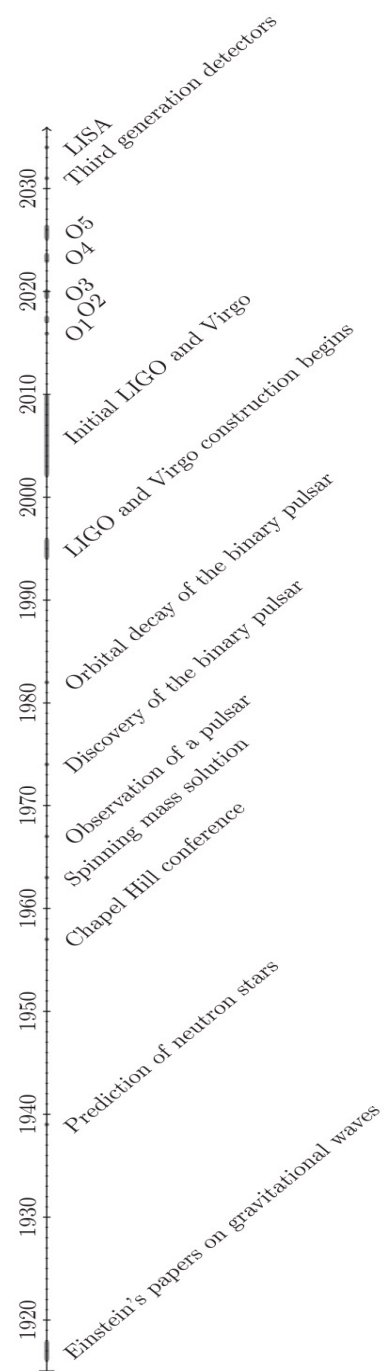 LISA
Third generation detectors
2030
O5
O4
2020
O3
O2
O1
Initial LIGO and Virgo
2010
LIGO and Virgo construction begins
2000
Orbital decay of the binary pulsar
1990
Discovery of the binary pulsar
1980
Observation of a pulsar
Spinning mass solution
1970
Chapel Hill conference
1960
1950
Prediction of neutron stars
1940
1930
Einstein's papers on gravitational waves
1920